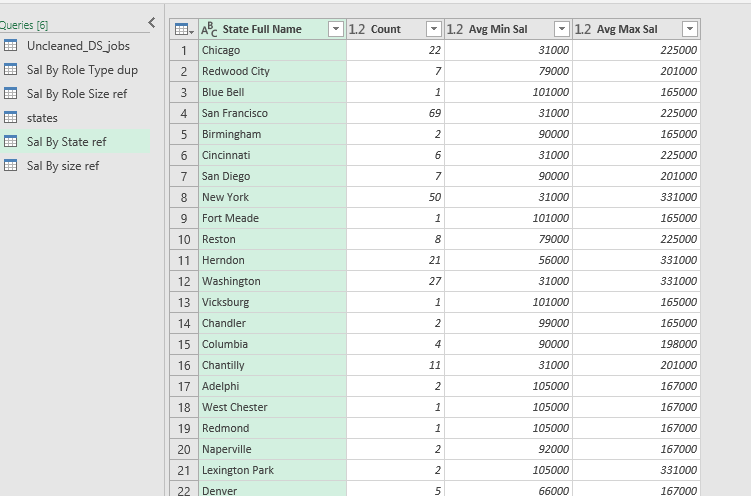 Queries [6]
Uncleaned_DS_jobs
Sal By Role Type dup
Sal By Role Size ref
states
Sal By State ref
Sal By size ref
ABC State Full Name 1.2 Count 1.2 Avg Min Sal 1.2 Avg Max Sal
1 Chicago 22 31000 225000
2 Redwood City 7 79000 201000
3 Blue Bell 1 101000 165000
4 San Francisco 69 31000 225000
5 Birmingham 2 90000 165000
6 Cincinnati 6 31000 225000
7 San Diego 7 90000 201000
8 New York 50 31000 331000
9 Fort Meade 1 101000 165000
10 Reston 8 79000 225000
11 Herndon 21 56000 331000
12 Washington 27 31000 331000
13 Vicksburg 1 101000 165000
14 Chandler 2 99000 165000
15 Columbia 4 90000 198000
16 Chantilly 11 31000 201000
17 Adelphi 2 105000 167000
18 West Chester 1 105000 167000
19 Redmond 1 105000 167000
20 Naperville 2 92000 167000
21 Lexington Park 2 105000 331000
22 Denver 5 66000 167000